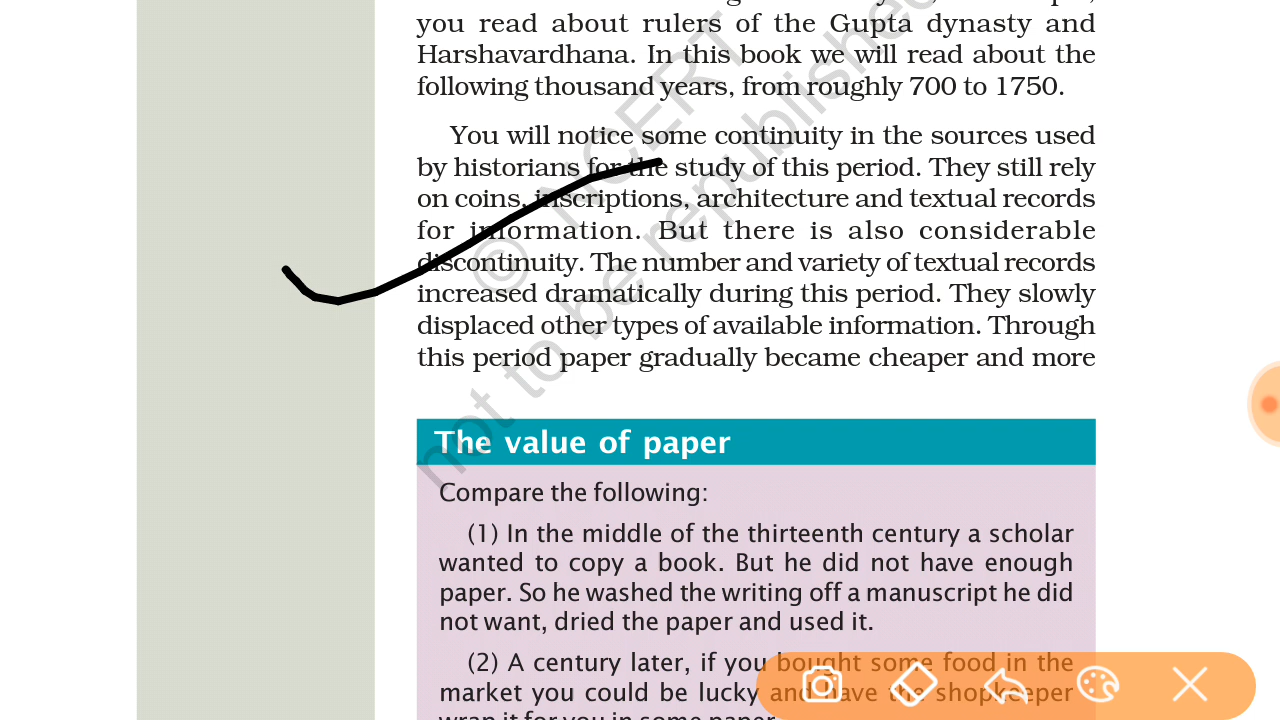 you read about rulers of the Gupta dynasty and
Harshavardhana. In this book we will read about the
following thousand years, from roughly 700 to 1750.
You will notice some continuity in the sources used
by historians for the study of this period. They still rely
on coins, inscriptions, architecture and textual records
for information. But there is also considerable
discontinuity. The number and variety of textual records
increased dramatically during this period. They slowly
displaced other types of available information. Through
this period paper gradually became cheaper and more
© NCERT
not to be republished
The value of paper
Compare the following:
(1) In the middle of the thirteenth century a scholar
wanted to copy a book. But he did not have enough
paper. So he washed the writing off a manuscript he did
not want, dried the paper and used it.
(2) A century later, if you bought some food in the
market you could be lucky and have the shopkeeper
wrap it for you in some paper.